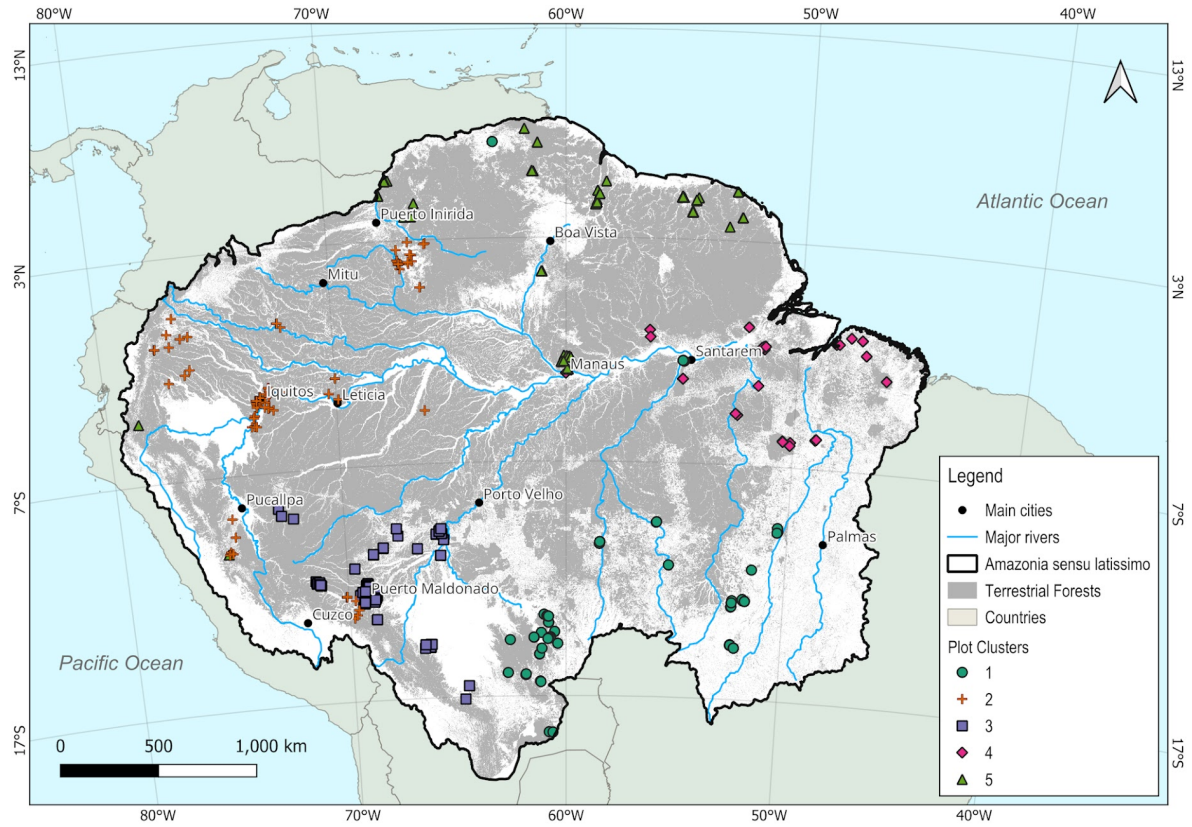 80°W 70°W 60°W 50°W 40°W
13°N 13°N
Atlantic Ocean
Puerto Inirida
Boa Vista
Mitu
3°N 3°N
Manaus
Santarem
Iquitos
Leticia
Pucallpa
Porto Velho
7°S 7°S
Palmas
Puerto Maldonado
Cuzco
Pacific Ocean
17°S 17°S
0 500 1,000 km
Legend
Main cities
Major rivers
Amazonia sensu latissimo
Terrestrial Forests
Countries
Plot Clusters
1
2
3
4
5
80°W 70°W 60°W 50°W 40°W